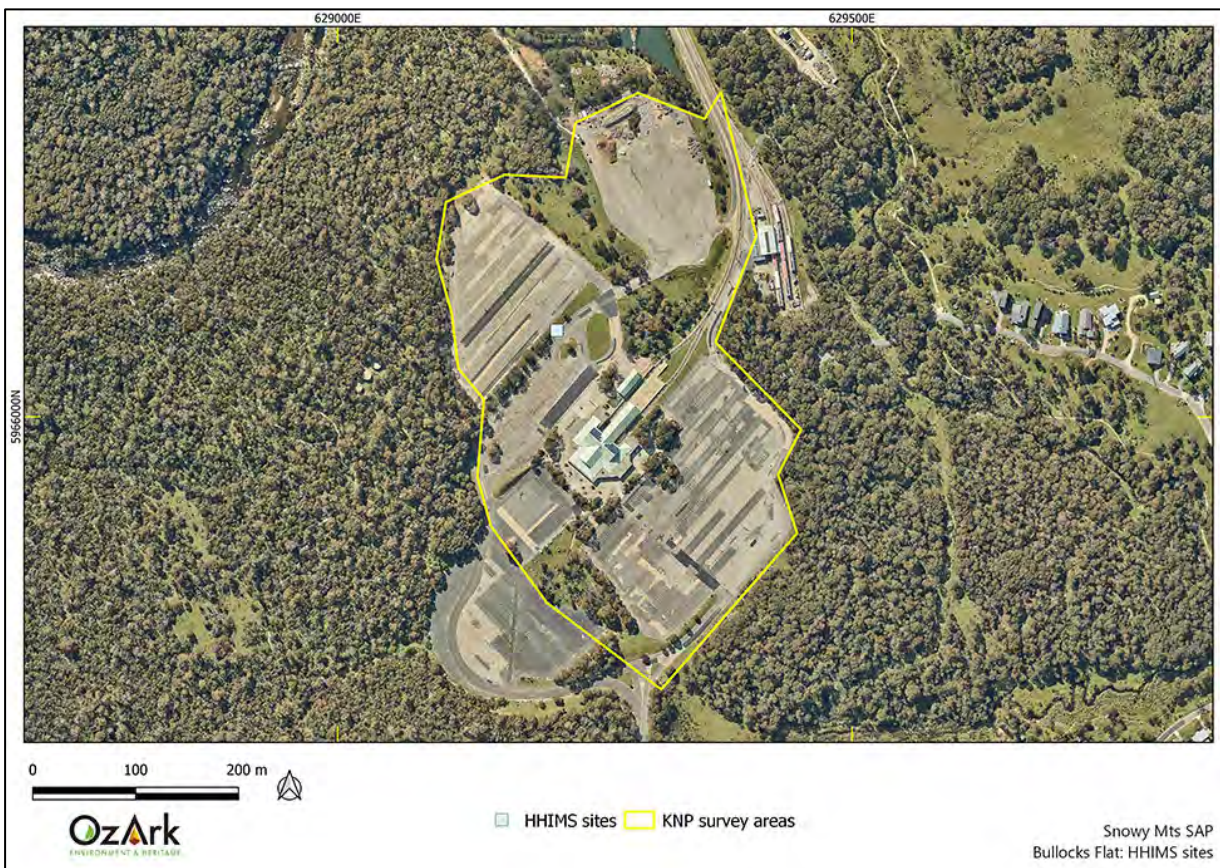 629000E
629500E
5966000N
0 100 200 m
OzArk
ENVIRONMENT & HERITAGE
HHIMS sites
KNP survey areas
Snowy Mts SAP
Bullocks Flat: HHIMS sites